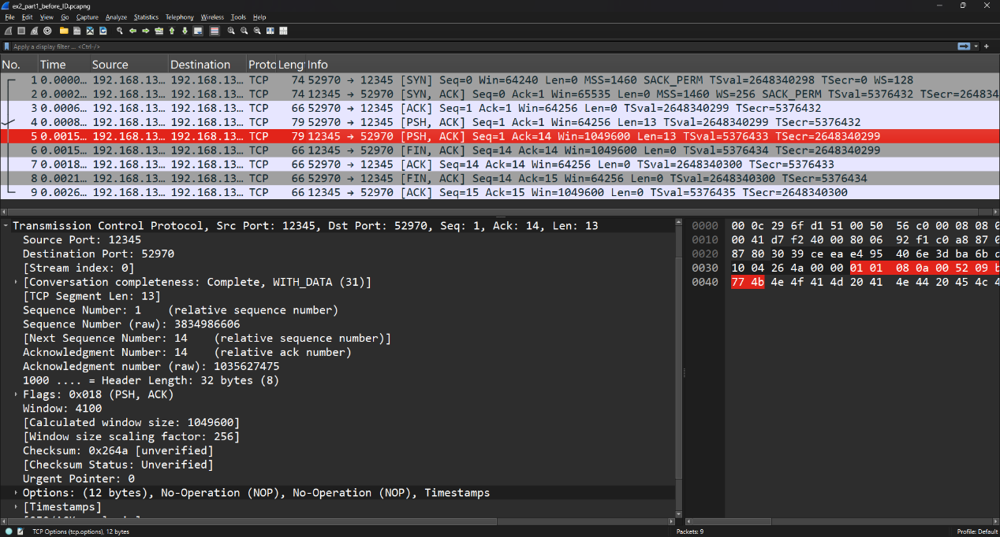 ex2_part1_before_ID.pcapng
File Edit View Go Capture Analyze Statistics Telephony Wireless Tools Help
Apply a display filter ... <Ctrl-/>
No. Time Source Destination Proto Lengt Info
1 0.0000… 192.168.13… 192.168.13… TCP 74 52970 → 12345 [SYN] Seq=0 Win=64240 Len=0 MSS=1460 SACK_PERM TSval=2648340298 TSecr=0 WS=128
2 0.0002… 192.168.13… 192.168.13… TCP 74 12345 → 52970 [SYN, ACK] Seq=0 Ack=1 Win=65535 Len=0 MSS=1460 WS=256 SACK_PERM TSval=5376432 TSecr=264834
3 0.0006… 192.168.13… 192.168.13… TCP 66 52970 → 12345 [ACK] Seq=1 Ack=1 Win=64256 Len=0 TSval=2648340299 TSecr=5376432
4 0.0008… 192.168.13… 192.168.13… TCP 79 52970 → 12345 [PSH, ACK] Seq=1 Ack=1 Win=64256 Len=13 TSval=2648340299 TSecr=5376432
5 0.0015… 192.168.13… 192.168.13… TCP 79 12345 → 52970 [PSH, ACK] Seq=1 Ack=14 Win=1049600 Len=13 TSval=5376433 TSecr=2648340299
6 0.0015… 192.168.13… 192.168.13… TCP 66 12345 → 52970 [FIN, ACK] Seq=14 Ack=14 Win=1049600 Len=0 TSval=5376434 TSecr=2648340299
7 0.0018… 192.168.13… 192.168.13… TCP 66 52970 → 12345 [ACK] Seq=14 Ack=14 Win=64256 Len=0 TSval=2648340300 TSecr=5376433
8 0.0021… 192.168.13… 192.168.13… TCP 66 52970 → 12345 [FIN, ACK] Seq=14 Ack=15 Win=64256 Len=0 TSval=2648340300 TSecr=5376434
9 0.0026… 192.168.13… 192.168.13… TCP 66 12345 → 52970 [ACK] Seq=15 Ack=15 Win=1049600 Len=0 TSval=5376435 TSecr=2648340300
Transmission Control Protocol, Src Port: 12345, Dst Port: 52970, Seq: 1, Ack: 14, Len: 13
Source Port: 12345
Destination Port: 52970
[Stream index: 0]
[Conversation completeness: Complete, WITH_DATA (31)]
[TCP Segment Len: 13]
Sequence Number: 1 (relative sequence number)
Sequence Number (raw): 3834986606
[Next Sequence Number: 14 (relative sequence number)]
Acknowledgment Number: 14 (relative ack number)
Acknowledgment number (raw): 1035627475
1000 .... = Header Length: 32 bytes (8)
Flags: 0x018 (PSH, ACK)
Window: 4100
[Calculated window size: 1049600]
[Window size scaling factor: 256]
Checksum: 0x264a [unverified]
[Checksum Status: Unverified]
Urgent Pointer: 0
Options: (12 bytes), No-Operation (NOP), No-Operation (NOP), Timestamps
[Timestamps]
0000 00 0c 29 6f d1 51 00 50 56 c0 00 08 08 0
0010 00 41 d7 f2 40 00 80 06 92 f1 c0 a8 87
0020 87 80 30 39 ce ea e4 95 40 6e 3d ba 6b
0030 10 04 26 4a 00 00 01 01 08 0a 00 52 09
0040 77 4b 4e 4f 41 4d 20 41 4e 44 20 45 4c 4
TCP Options (tcp.options), 12 bytes
Packets: 9
Profile: Default